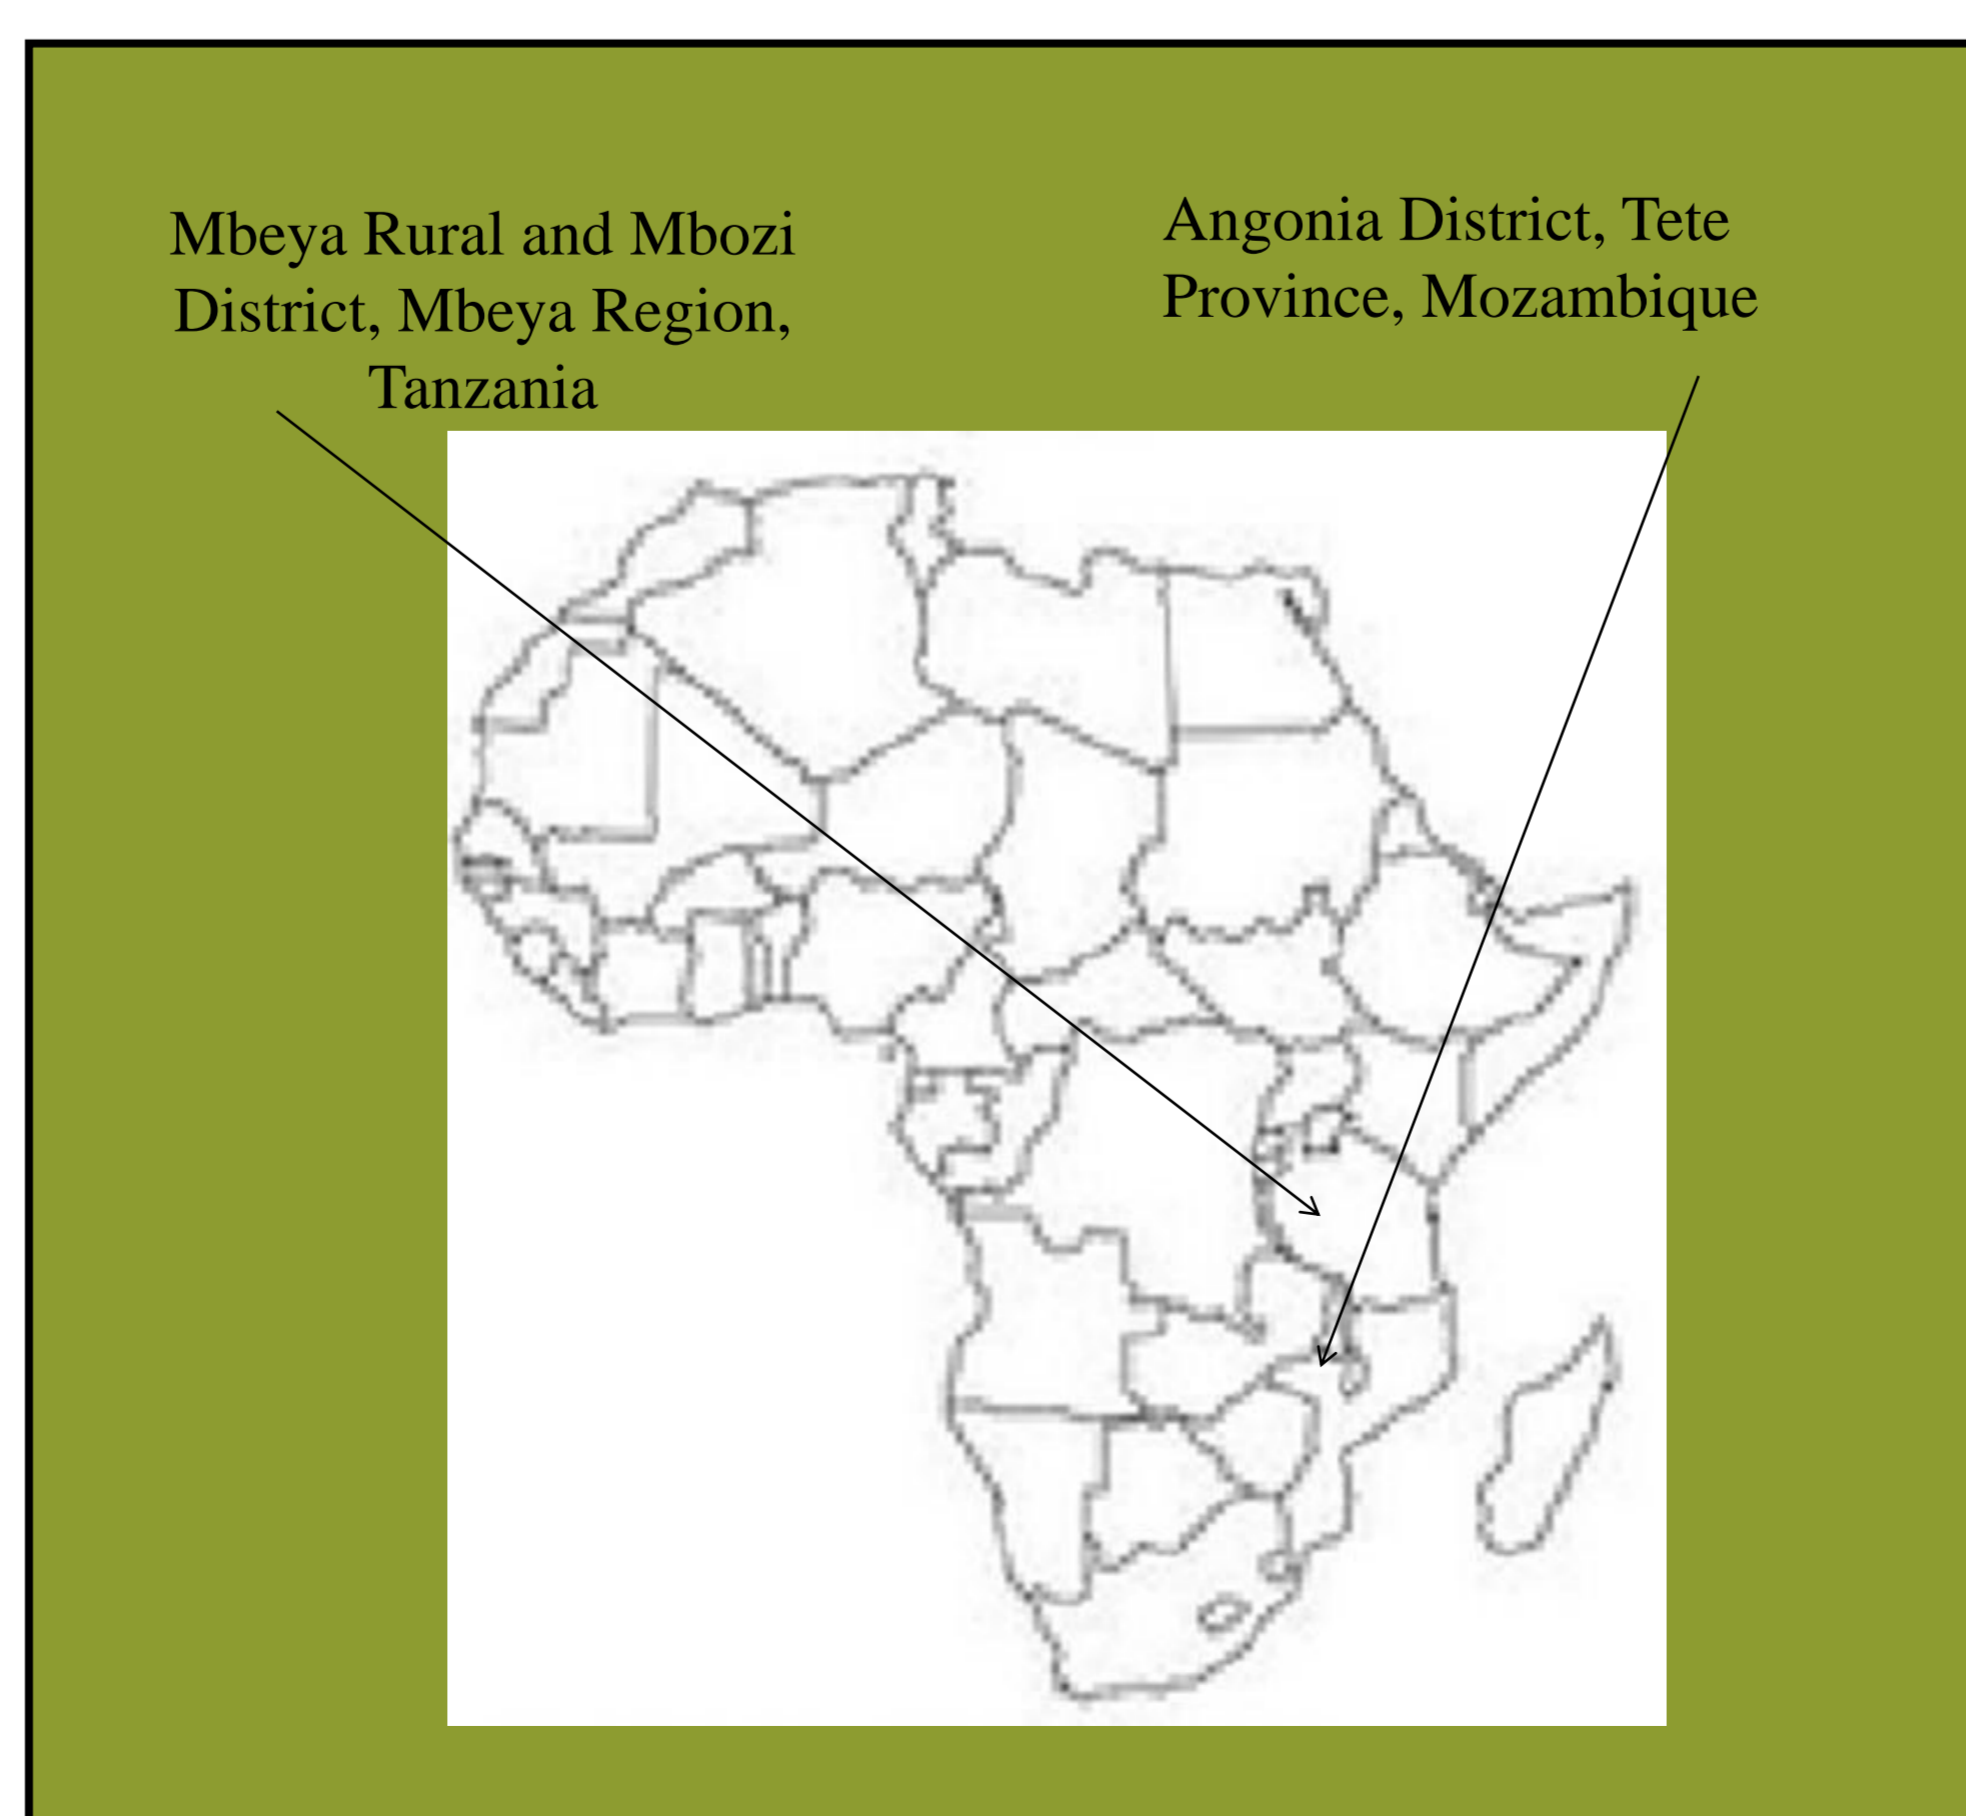 Mbeya Rural and Mbozi
District, Mbeya Region,
Tanzania
Angonia District, Tete
Province, Mozambique